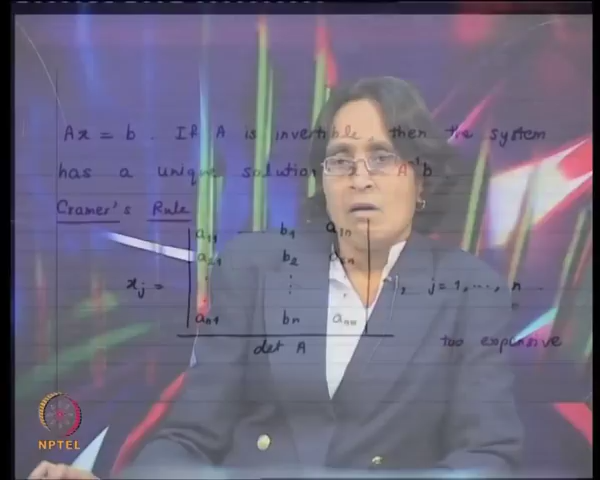 Ax = b . If A is invertible, then the system
has a unique solution x = A⁻¹b .
Cramer's Rule
a₁₁ — b₁ a₁ₙ
a₂₁ b₂ a₂ₙ
⋮ ⋮ ⋮
xⱼ = , j = 1, ..., n
aₙ₁ bₙ aₙₙ
det A too expensive
NPTEL